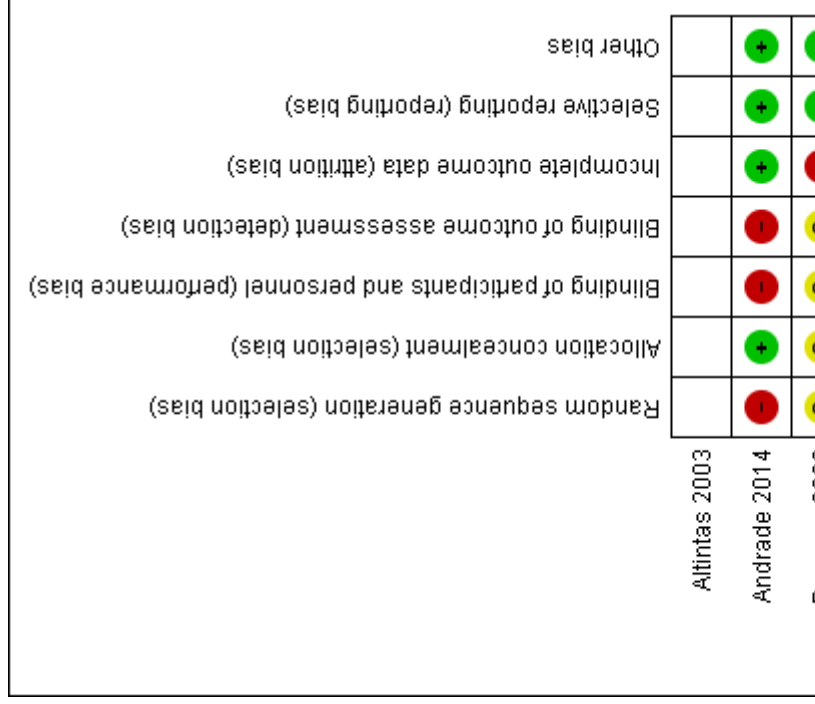 Random sequence generation (selection bias)
Allocation concealment (selection bias)
Blinding of participants and personnel (performance bias)
Blinding of outcome assessment (detection bias)
Incomplete outcome data (attrition bias)
Selective reporting (reporting bias)
Other bias
Altintas 2003
Andrade 2014